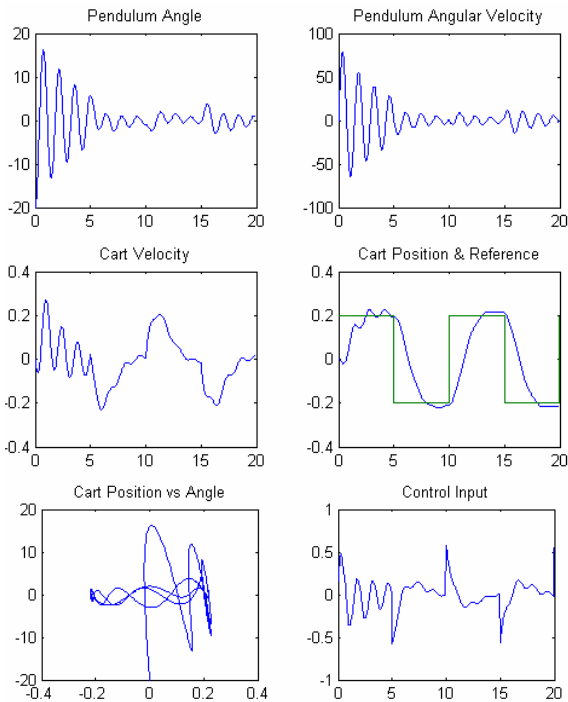 Pendulum Angle
20
10
0
-10
-20
0 5 10 15 20
Pendulum Angular Velocity
100
50
0
-50
-100
0 5 10 15 20
Cart Velocity
0.4
0.2
0
-0.2
-0.4
0 5 10 15 20
Cart Position & Reference
0.4
0.2
0
-0.2
-0.4
0 5 10 15 20
Cart Position vs Angle
20
10
0
-10
-20
-0.4 -0.2 0 0.2 0.4
Control Input
1
0.5
0
-0.5
-1
0 5 10 15 20